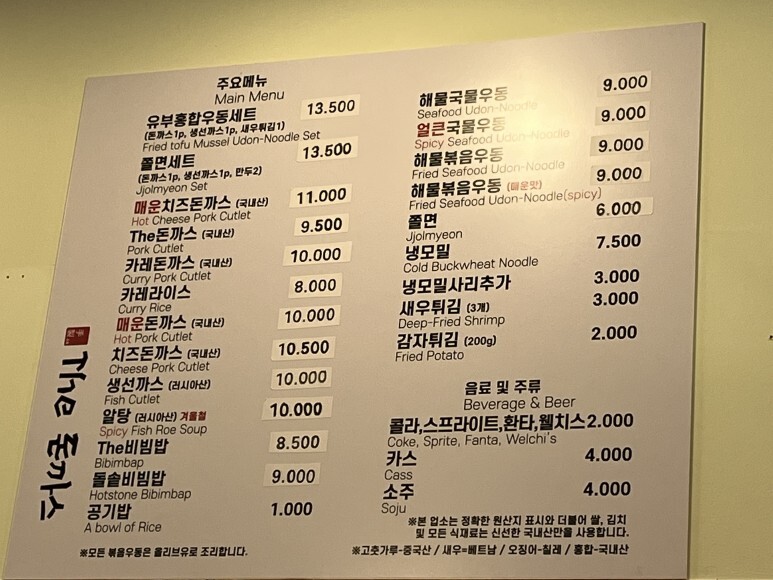 주요메뉴
Main Menu
유부홍합우동세트 13.500
(돈까스1p, 생선까스1p, 새우튀김1)
Fried tofu Mussel Udon-Noodle Set
쫄면세트 13.500
(돈까스1p, 생선까스1p, 만두2)
Jjolmyeon Set
매운치즈돈까스 (국내산) 11.000
Hot Cheese Pork Cutlet
The돈까스 (국내산) 9.500
Pork Cutlet
카레돈까스 (국내산) 10.000
Curry Pork Cutlet
카레라이스 8.000
Curry Rice
매운돈까스 (국내산) 10.000
Hot Pork Cutlet
치즈돈까스 (국내산) 10.500
Cheese Pork Cutlet
생선까스 (러시아산) 10.000
Fish Cutlet
알탕 (러시아산) 겨울철 10.000
Spicy Fish Roe Soup
The비빔밥 8.500
Bibimbap
돌솥비빔밥 9.000
Hotstone Bibimbap
공기밥 1.000
A bowl of Rice
※모든 볶음우동은 올리브유로 조리합니다.
The 돈까스
해물국물우동 9.000
Seafood Udon-Noodle
얼큰국물우동 9.000
Spicy Seafood Udon-Noodle
해물볶음우동 9.000
Fried Seafood Udon-Noodle
해물볶음우동 (매운맛) 9.000
Fried Seafood Udon-Noodle(spicy)
쫄면 6.000
Jjolmyeon
냉모밀 7.500
Cold Buckwheat Noodle
냉모밀사리추가 3.000
새우튀김 (3개) 3.000
Deep-Fried Shrimp
감자튀김 (200g) 2.000
Fried Potato
음료 및 주류
Beverage & Beer
콜라,스프라이트,환타,웰치스2.000
Coke, Sprite, Fanta, Welchi's
카스 4.000
Cass
소주 4.000
Soju
※본 업소는 정확한 원산지 표시와 더불어 쌀, 김치
및 모든 식재료는 신선한 국내산만을 사용합니다.
※고춧가루-중국산 / 새우=베트남 / 오징어-칠레 / 홍합-국내산